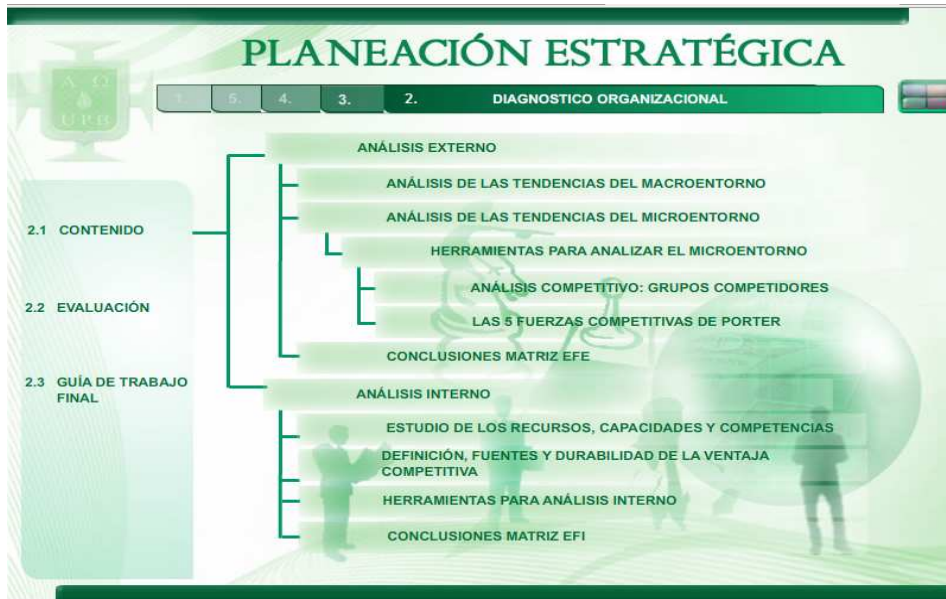 PLANEACIÓN ESTRATÉGICA
5. 4. 3. 2. DIAGNOSTICO ORGANIZACIONAL
A Ω
U P B
ANÁLISIS EXTERNO
ANÁLISIS DE LAS TENDENCIAS DEL MACROENTORNO
ANÁLISIS DE LAS TENDENCIAS DEL MICROENTORNO
HERRAMIENTAS PARA ANALIZAR EL MICROENTORNO
ANÁLISIS COMPETITIVO: GRUPOS COMPETIDORES
LAS 5 FUERZAS COMPETITIVAS DE PORTER
CONCLUSIONES MATRIZ EFE
2.1 CONTENIDO
2.2 EVALUACIÓN
2.3 GUÍA DE TRABAJO
FINAL
ANÁLISIS INTERNO
ESTUDIO DE LOS RECURSOS, CAPACIDADES Y COMPETENCIAS
DEFINICIÓN, FUENTES Y DURABILIDAD DE LA VENTAJA
COMPETITIVA
HERRAMIENTAS PARA ANÁLISIS INTERNO
CONCLUSIONES MATRIZ EFI